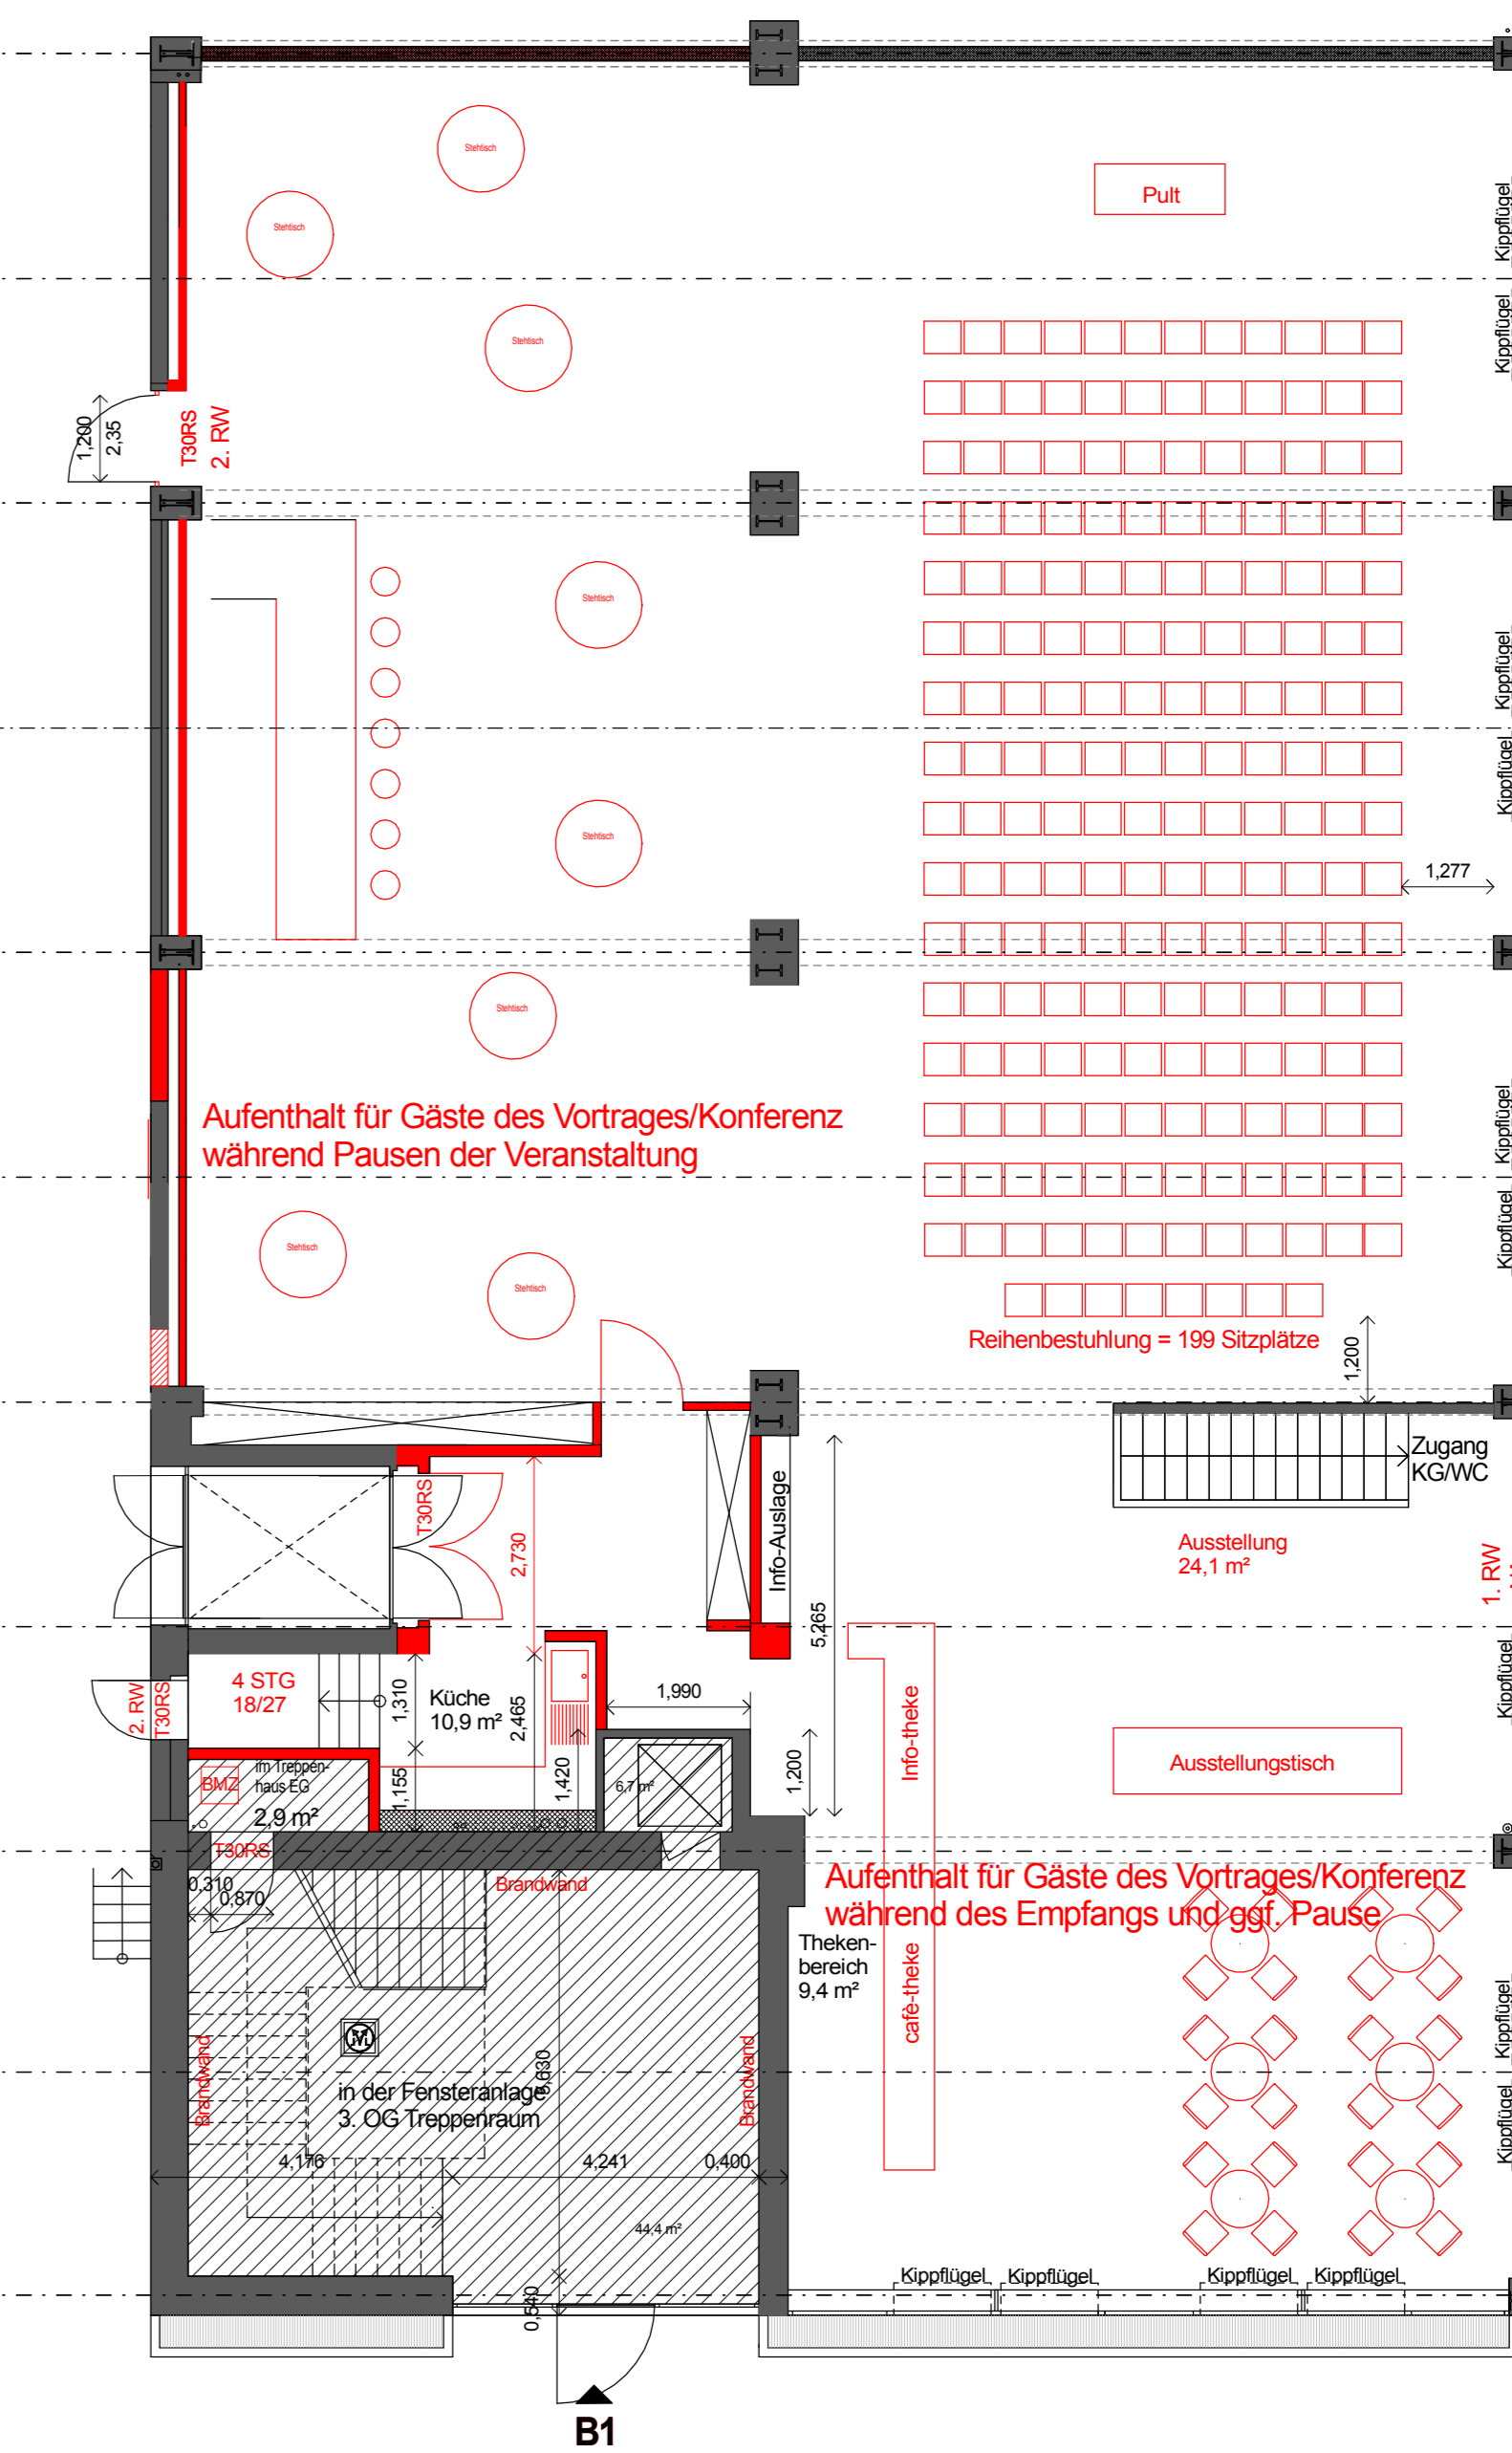 Stehtisch
Pult
Kippflügel
Stehtisch
Kippflügel
Stehtisch
1,200
2,35
T30RS
2. RW
Stehtisch
Kippflügel
Kippflügel
Stehtisch
1,277
Stehtisch
Aufenthalt für Gäste des Vortrages/Konferenz
während Pausen der Veranstaltung
Kippflügel
Kippflügel
Stehtisch
Stehtisch
Reihenbestuhlung = 199 Sitzplätze
1,200
Zugang
KG/WC
T30RS
2,730
Info-Auslage
5,265
Ausstellung
24,1 m²
1. RW
Kippflügel
4 STG
18/27
2. RW
T30RS
1,310
Küche
10,9 m²
2,465
1,990
Info-theke
Ausstellungstisch
BMZ
im Treppen-
haus EG
2,9 m²
1,155
1,420
6,7 m²
1,200
T30RS
0,310
0,870
Brandwand
Aufenthalt für Gäste des Vortrages/Konferenz
während des Empfangs und ggf. Pause
Theken-
bereich
9,4 m²
cafè-theke
Kippflügel
Kippflügel
Brandwand
in der Fensteranlage
3. OG Treppenraum
Brandwand
4,176
4,241
0,400
44,4 m²
0,540
Kippflügel
Kippflügel
Kippflügel
Kippflügel
B1